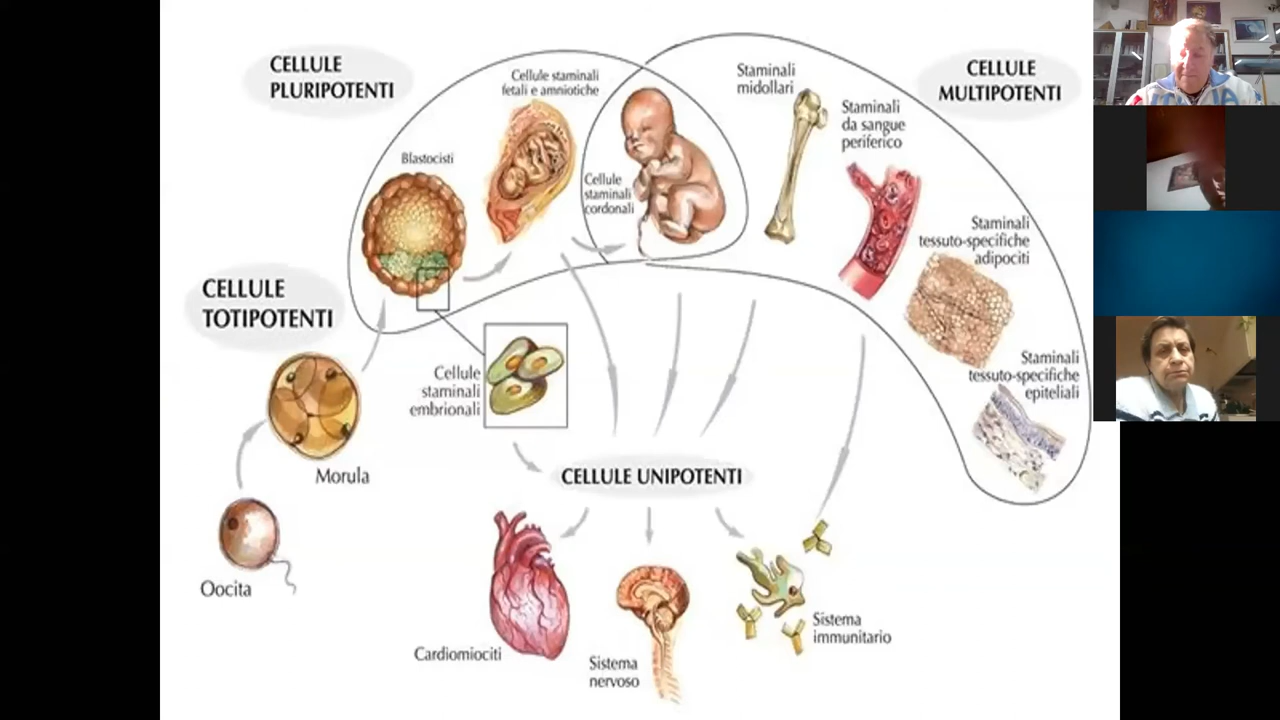 CELLULE
PLURIPOTENTI
Cellule staminali
fetali e amniotiche
Blastocisti
Cellule
staminali
cordonali
Staminali
midollari
Staminali
da sangue
periferico
CELLULE
MULTIPOTENTI
Staminali
tessuto-specifiche
adipociti
Staminali
tessuto-specifiche
epiteliali
CELLULE
TOTIPOTENTI
Cellule
staminali
embrionali
Morula
Oocita
CELLULE UNIPOTENTI
Cardiomiociti
Sistema
nervoso
Sistema
immunitario